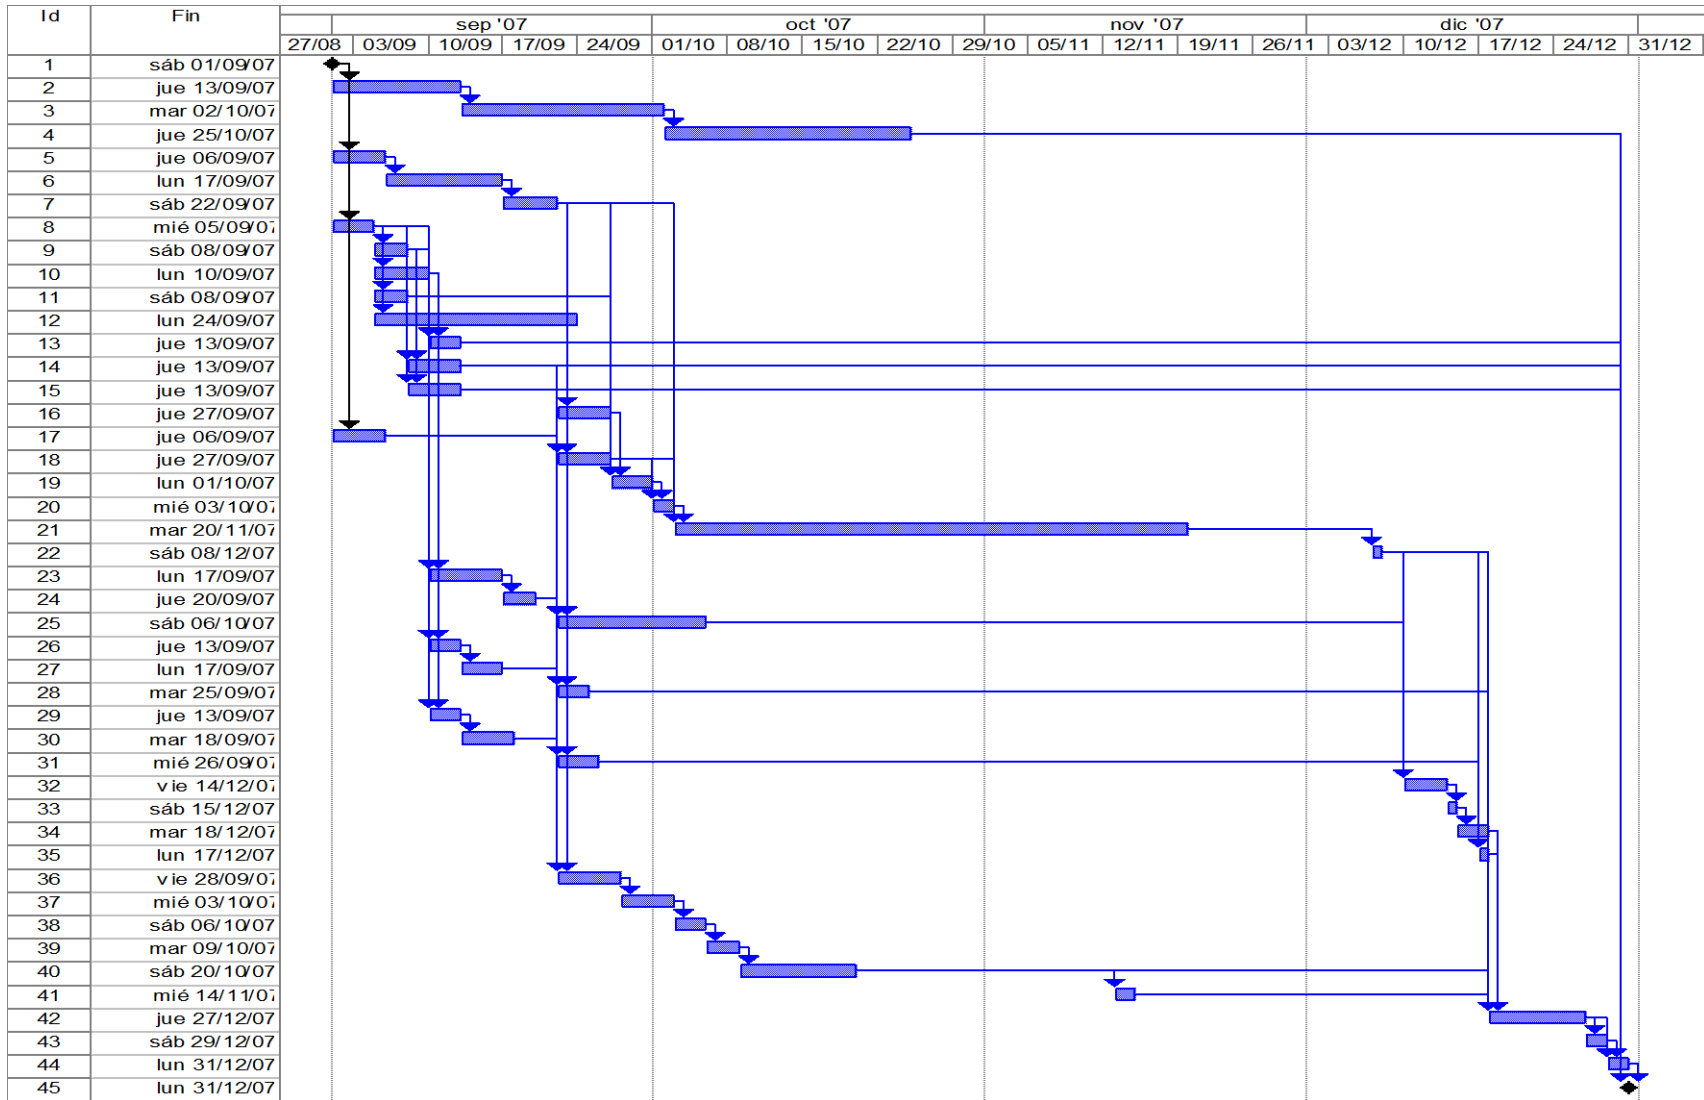 Id Fin sep '07 oct '07 nov '07 dic '07
27/08 03/09 10/09 17/09 24/09 01/10 08/10 15/10 22/10 29/10 05/11 12/11 19/11 26/11 03/12 10/12 17/12 24/12 31/12
1 sáb 01/09/07
2 jue 13/09/07
3 mar 02/10/07
4 jue 25/10/07
5 jue 06/09/07
6 lun 17/09/07
7 sáb 22/09/07
8 mié 05/09/07
9 sáb 08/09/07
10 lun 10/09/07
11 sáb 08/09/07
12 lun 24/09/07
13 jue 13/09/07
14 jue 13/09/07
15 jue 13/09/07
16 jue 27/09/07
17 jue 06/09/07
18 jue 27/09/07
19 lun 01/10/07
20 mié 03/10/07
21 mar 20/11/07
22 sáb 08/12/07
23 lun 17/09/07
24 jue 20/09/07
25 sáb 06/10/07
26 jue 13/09/07
27 lun 17/09/07
28 mar 25/09/07
29 jue 13/09/07
30 mar 18/09/07
31 mié 26/09/07
32 vie 14/12/07
33 sáb 15/12/07
34 mar 18/12/07
35 lun 17/12/07
36 vie 28/09/07
37 mié 03/10/07
38 sáb 06/10/07
39 mar 09/10/07
40 sáb 20/10/07
41 mié 14/11/07
42 jue 27/12/07
43 sáb 29/12/07
44 lun 31/12/07
45 lun 31/12/07